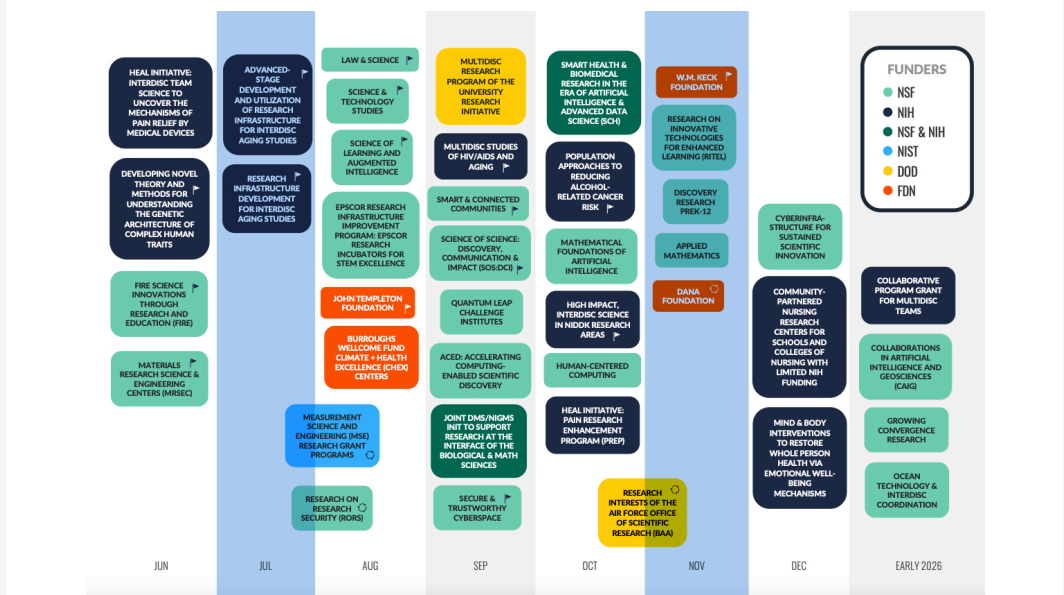 HEAL INITIATIVE:
INTERDISC TEAM
SCIENCE TO
UNCOVER THE
MECHANISMS OF
PAIN RELIEF BY
MEDICAL DEVICES
DEVELOPING NOVEL
THEORY AND
METHODS FOR
UNDERSTANDING
THE GENETIC
ARCHITECTURE OF
COMPLEX HUMAN
TRAITS
FIRE SCIENCE
INNOVATIONS
THROUGH
RESEARCH AND
EDUCATION (FIRE)
MATERIALS
RESEARCH SCIENCE &
ENGINEERING
CENTERS (MRSEC)
ADVANCED-
STAGE
DEVELOPMENT
AND UTILIZATION
OF RESEARCH
INFRASTRUCTURE
FOR INTERDISC
AGING STUDIES
RESEARCH
INFRASTRUCTURE
DEVELOPMENT
FOR INTERDISC
AGING STUDIES
LAW & SCIENCE
SCIENCE &
TECHNOLOGY
STUDIES
SCIENCE OF
LEARNING AND
AUGMENTED
INTELLIGENCE
EPSCOR RESEARCH
INFRASTRUCTURE
IMPROVEMENT
PROGRAM: EPSCOR
RESEARCH
INCUBATORS FOR
STEM EXCELLENCE
JOHN TEMPLETON
FOUNDATION
BURROUGHS
WELLCOME FUND
CLIMATE + HEALTH
EXCELLENCE (CHEX)
CENTERS
MEASUREMENT
SCIENCE AND
ENGINEERING (MSE)
RESEARCH GRANT
PROGRAMS
RESEARCH ON
RESEARCH
SECURITY (RORS)
MULTIDISC
RESEARCH
PROGRAM OF THE
UNIVERSITY
RESEARCH
INITIATIVE
MULTIDISC STUDIES
OF HIV/AIDS AND
AGING
SMART & CONNECTED
COMMUNITIES
SCIENCE OF SCIENCE:
DISCOVERY,
COMMUNICATION &
IMPACT (SOS:DCI)
QUANTUM LEAP
CHALLENGE
INSTITUTES
ACED: ACCELERATING
COMPUTING-
ENABLED SCIENTIFIC
DISCOVERY
JOINT DMS/NIGMS
INIT TO SUPPORT
RESEARCH AT THE
INTERFACE OF THE
BIOLOGICAL & MATH
SCIENCES
SECURE &
TRUSTWORTHY
CYBERSPACE
SMART HEALTH &
BIOMEDICAL
RESEARCH IN THE
ERA OF ARTIFICIAL
INTELLIGENCE &
ADVANCED DATA
SCIENCE (SCH)
POPULATION
APPROACHES TO
REDUCING
ALCOHOL-
RELATED CANCER
RISK
MATHEMATICAL
FOUNDATIONS OF
ARTIFICIAL
INTELLIGENCE
HIGH IMPACT,
INTERDISC SCIENCE
IN NIDDK RESEARCH
AREAS
HUMAN-CENTERED
COMPUTING
HEAL INITIATIVE:
PAIN RESEARCH
ENHANCEMENT
PROGRAM (PREP)
RESEARCH
INTERESTS OF THE
AIR FORCE OFFICE
OF SCIENTIFIC
RESEARCH (BAA)
W.M. KECK
FOUNDATION
RESEARCH ON
INNOVATIVE
TECHNOLOGIES
FOR ENHANCED
LEARNING (RITEL)
DISCOVERY
RESEARCH
PREK-12
APPLIED
MATHEMATICS
DANA
FOUNDATION
CYBERINFRA-
STRUCTURE FOR
SUSTAINED
SCIENTIFIC
INNOVATION
COMMUNITY-
PARTNERED
NURSING
RESEARCH
CENTERS FOR
SCHOOLS AND
COLLEGES OF
NURSING WITH
LIMITED NIH
FUNDING
MIND & BODY
INTERVENTIONS
TO RESTORE
WHOLE PERSON
HEALTH VIA
EMOTIONAL WELL-
BEING
MECHANISMS
FUNDERS
NSF
NIH
NSF & NIH
NIST
DOD
FDN
COLLABORATIVE
PROGRAM GRANT
FOR MULTIDISC
TEAMS
COLLABORATIONS
IN ARTIFICIAL
INTELLIGENCE AND
GEOSCIENCES
(CAIG)
GROWING
CONVERGENCE
RESEARCH
OCEAN
TECHNOLOGY &
INTERDISC
COORDINATION
JUN
JUL
AUG
SEP
OCT
NOV
DEC
EARLY 2026